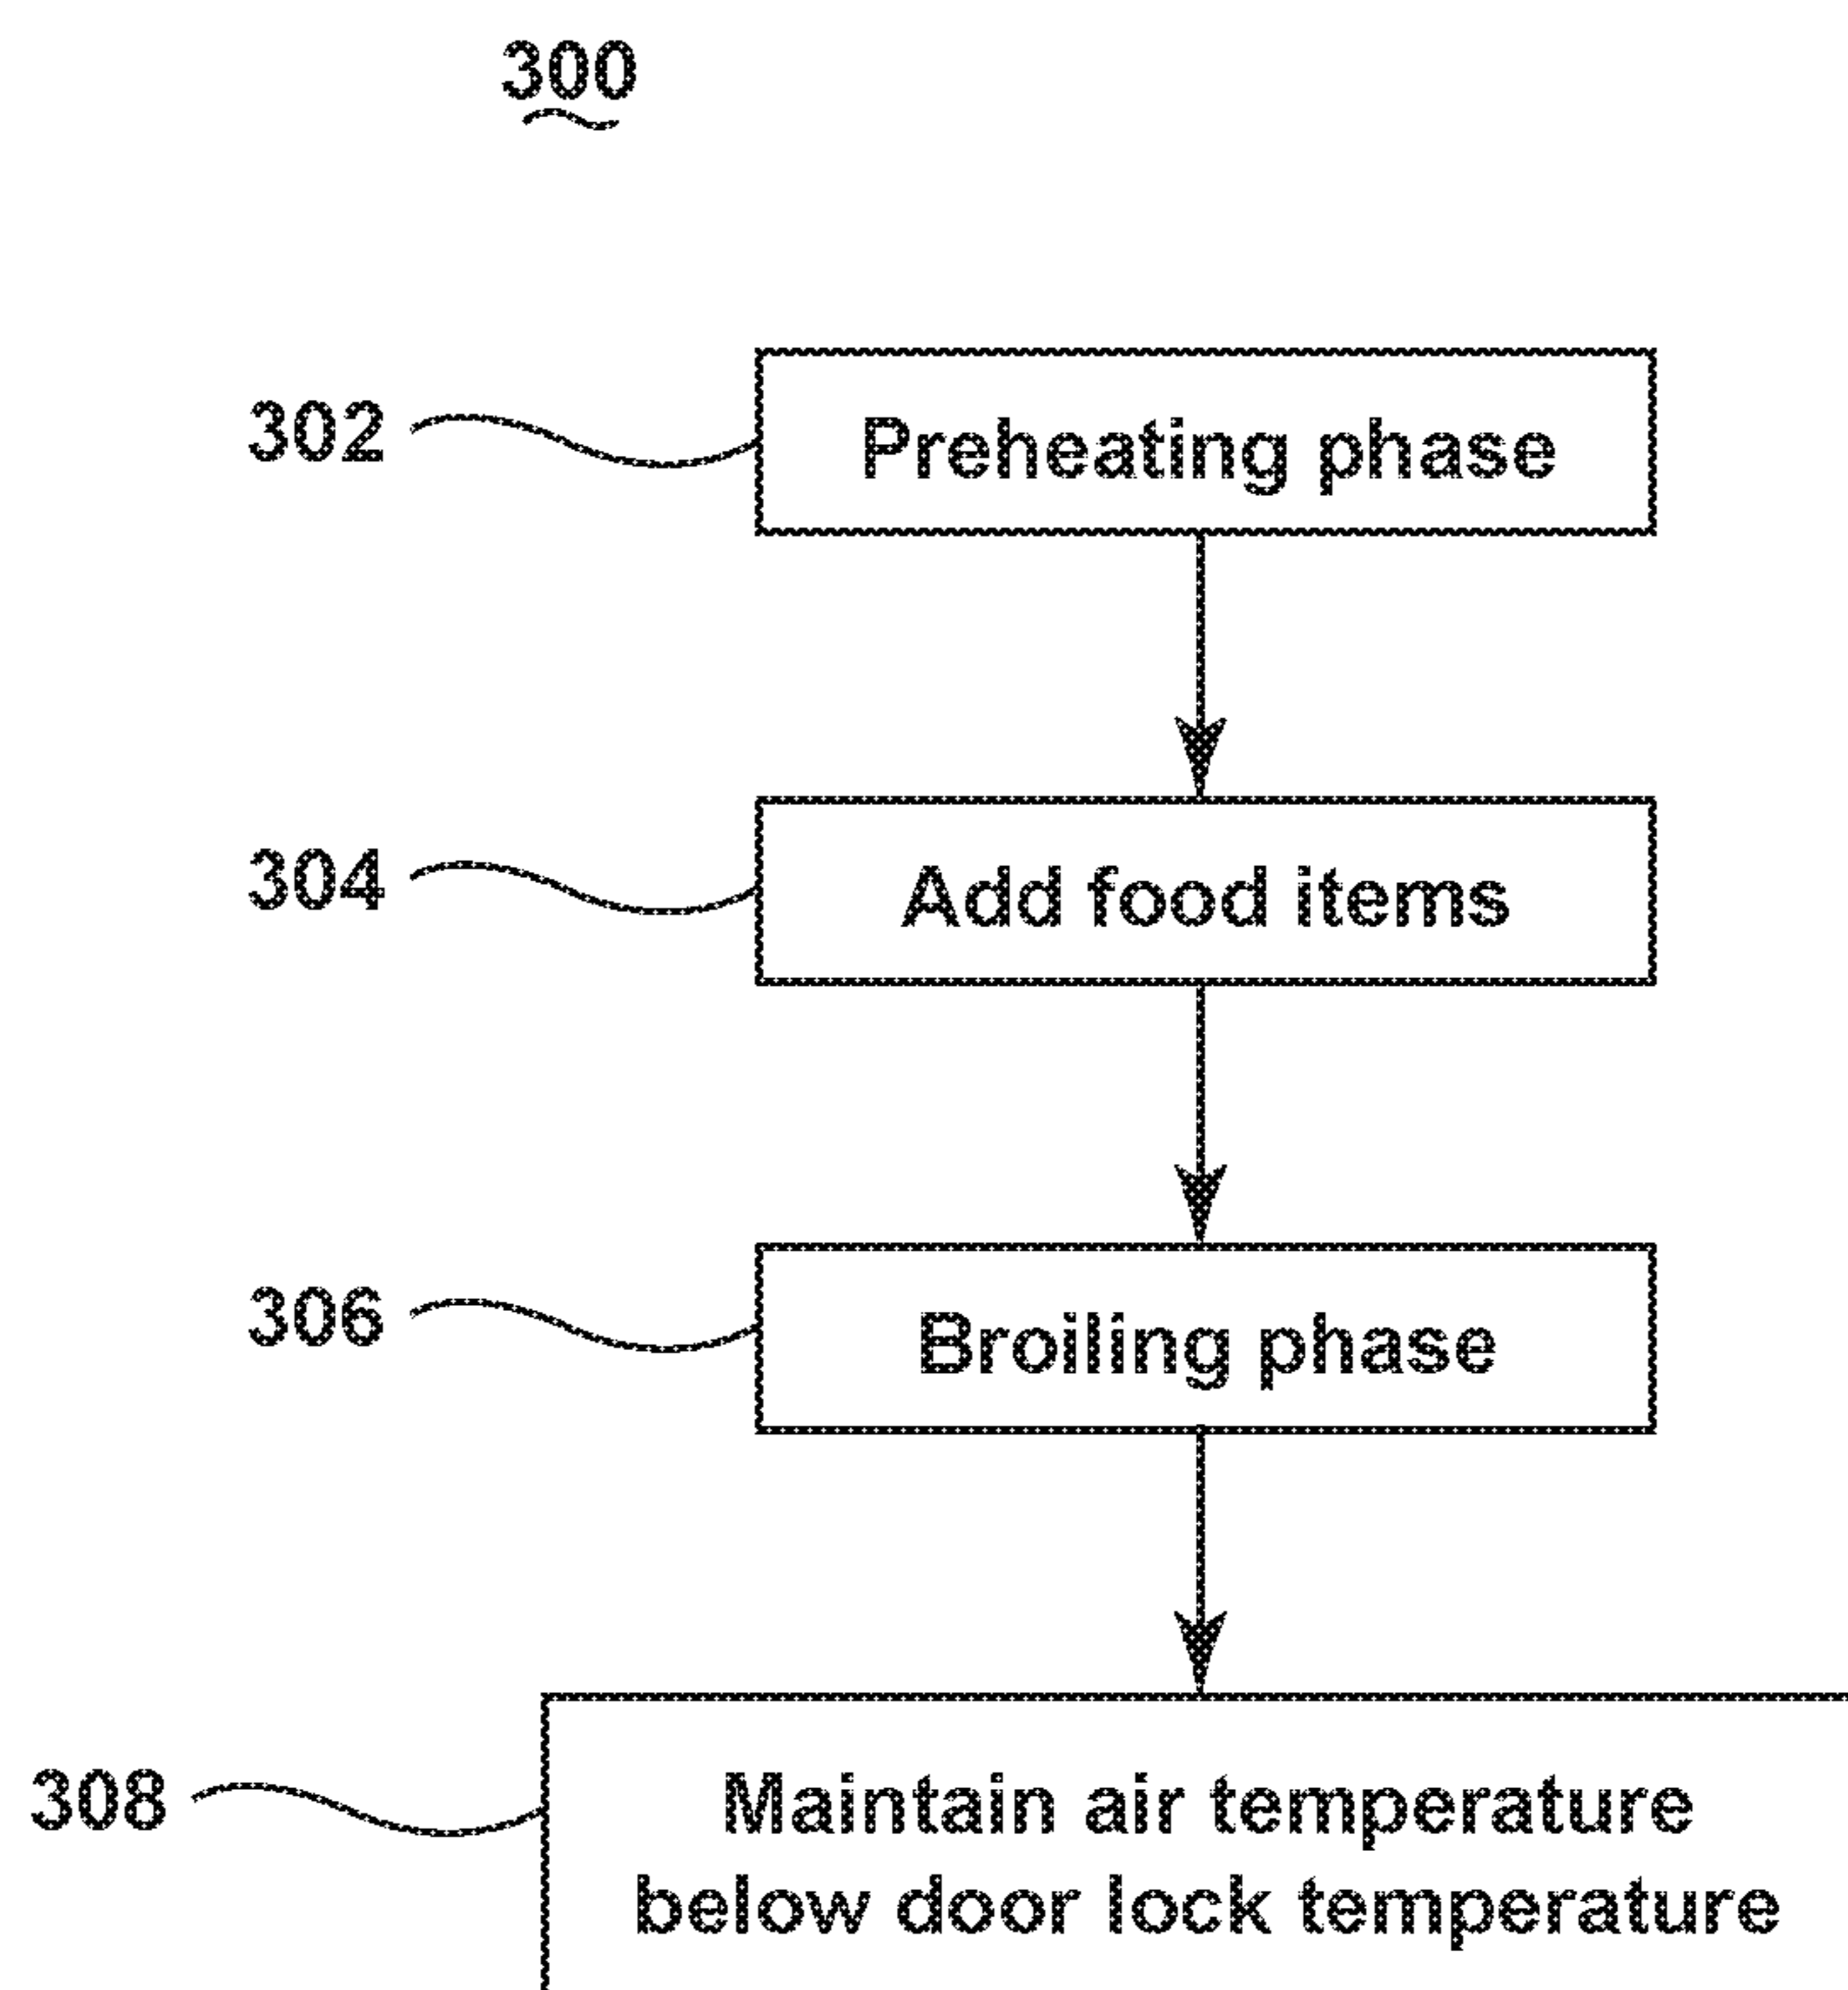 300
302
Preheating phase
304
Add food items
306
Broiling phase
308
Maintain air temperature
below door lock temperature